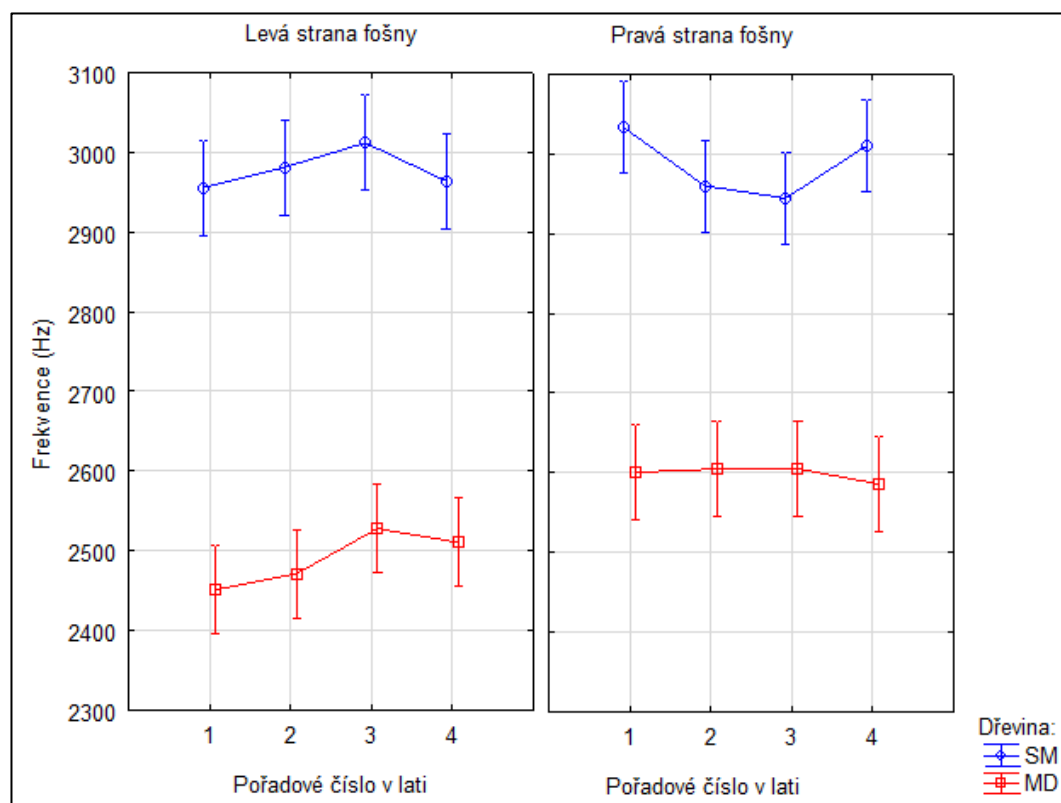 Levá strana fošny
Pravá strana fošny
3100
3000
2900
2800
2700
2600
2500
2400
2300
Frekvence (Hz)
1 2 3 4
1 2 3 4
Pořadové číslo v lati
Pořadové číslo v lati
Dřevina:
SM
MD